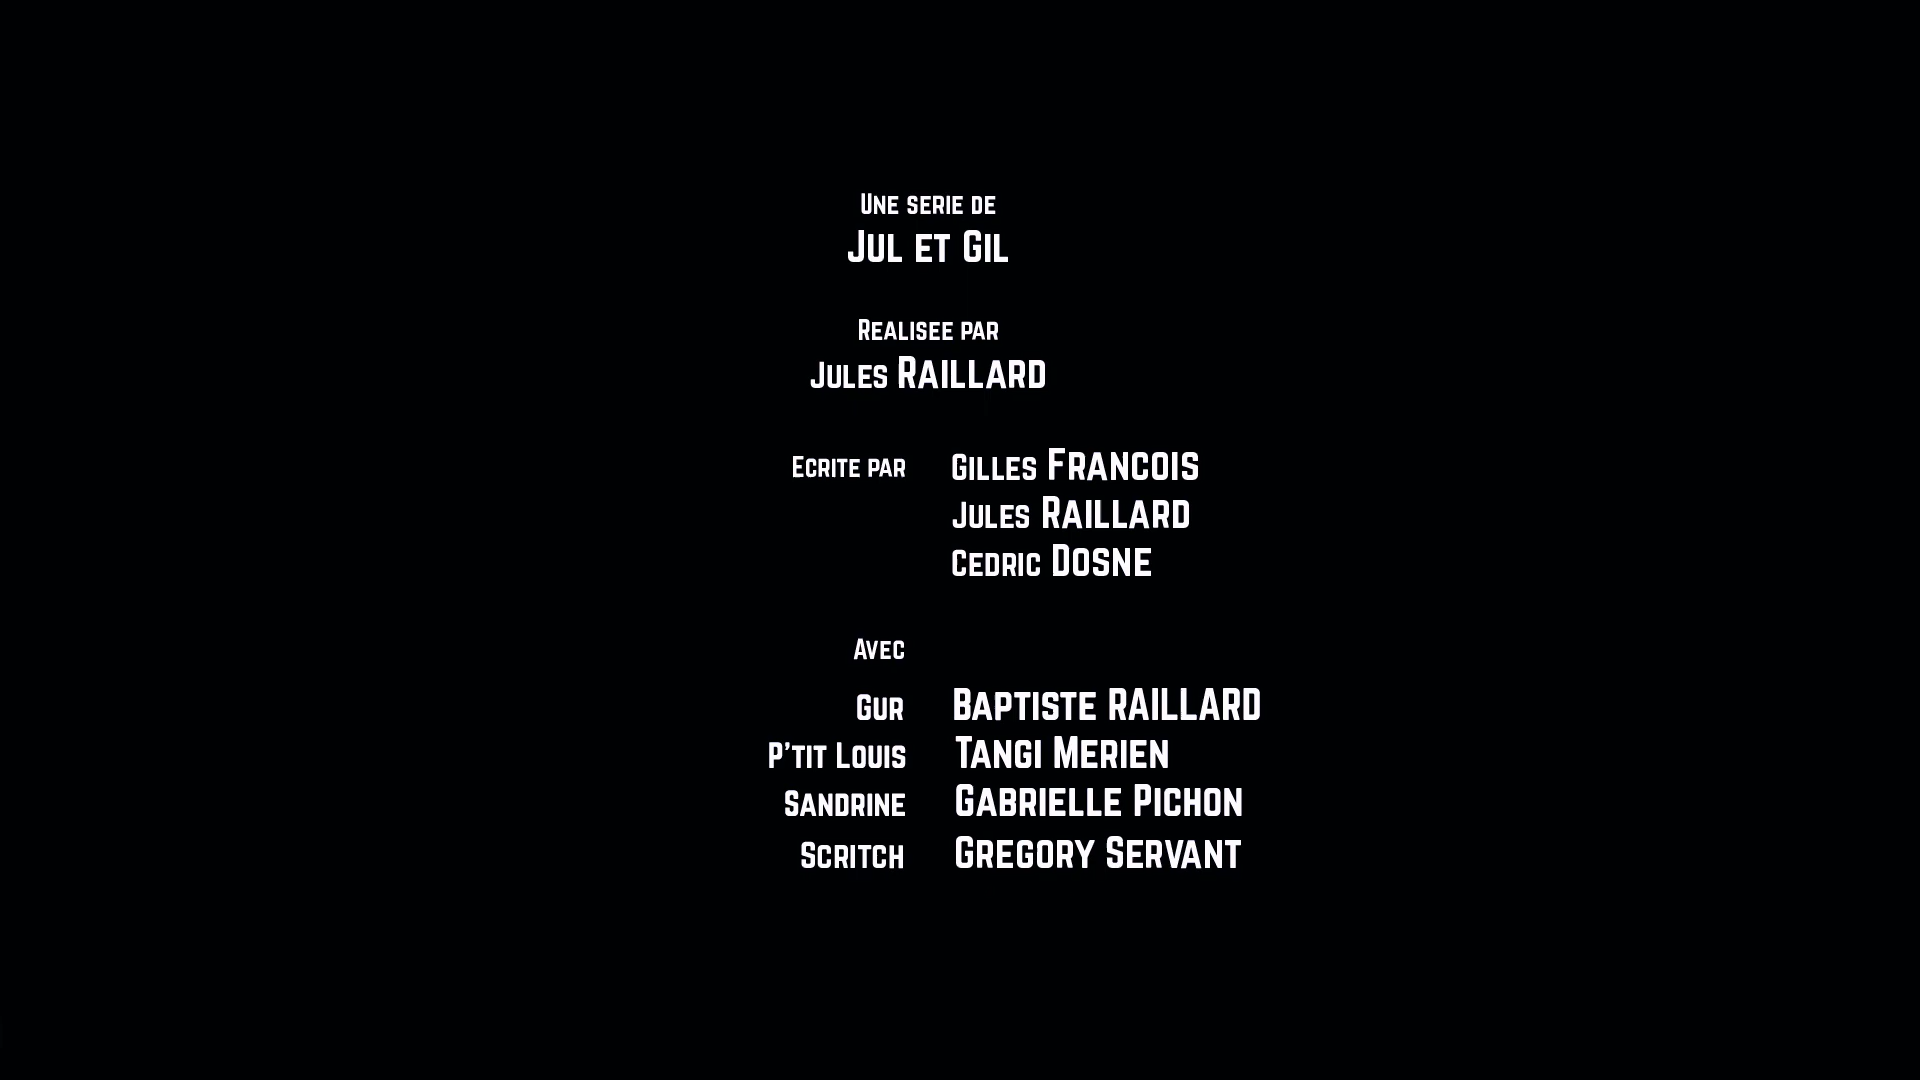 Une serie de
Jul et Gil
Realisee par
Jules Raillard
Ecrite par Gilles Francois
Jules Raillard
Cedric Dosne
Avec
Gur Baptiste RAILLARD
P'tit Louis Tangi Merien
Sandrine Gabrielle Pichon
Scritch Gregory Servant